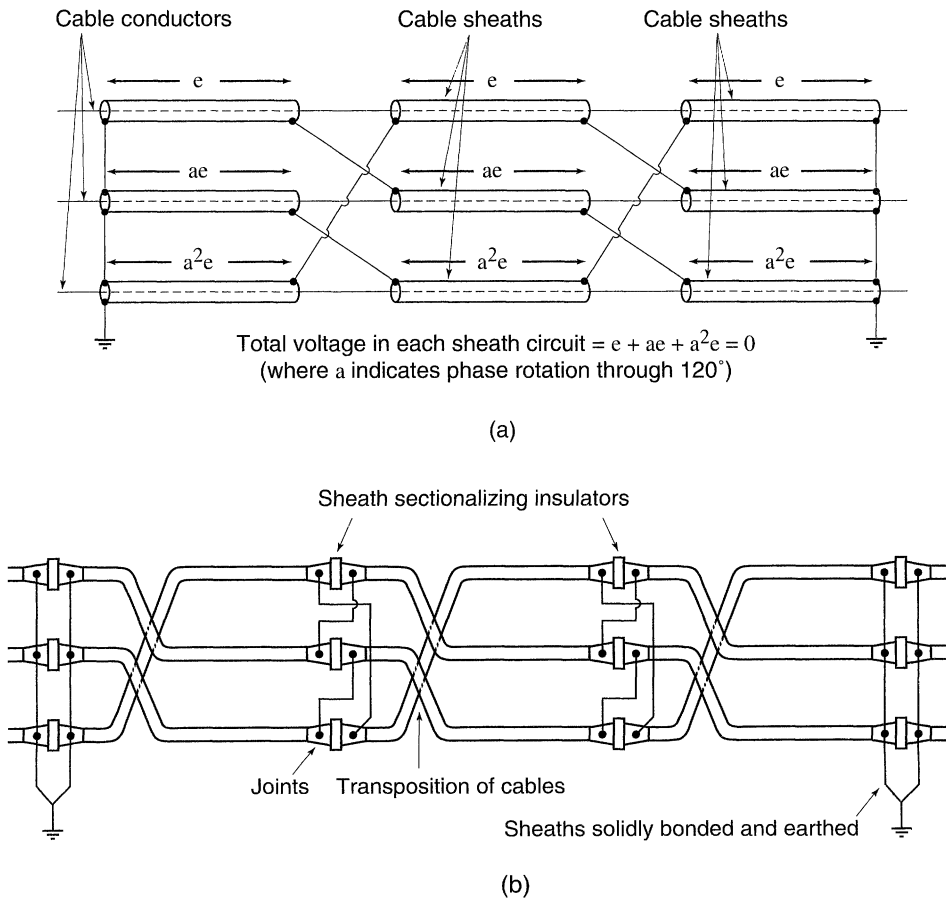 Cable conductors Cable sheaths Cable sheaths
e e e
ae ae ae
a²e a²e a²e
Total voltage in each sheath circuit = e + ae + a²e = 0
(where a indicates phase rotation through 120°)
(a)
Sheath sectionalizing insulators
Joints Transposition of cables
Sheaths solidly bonded and earthed
(b)